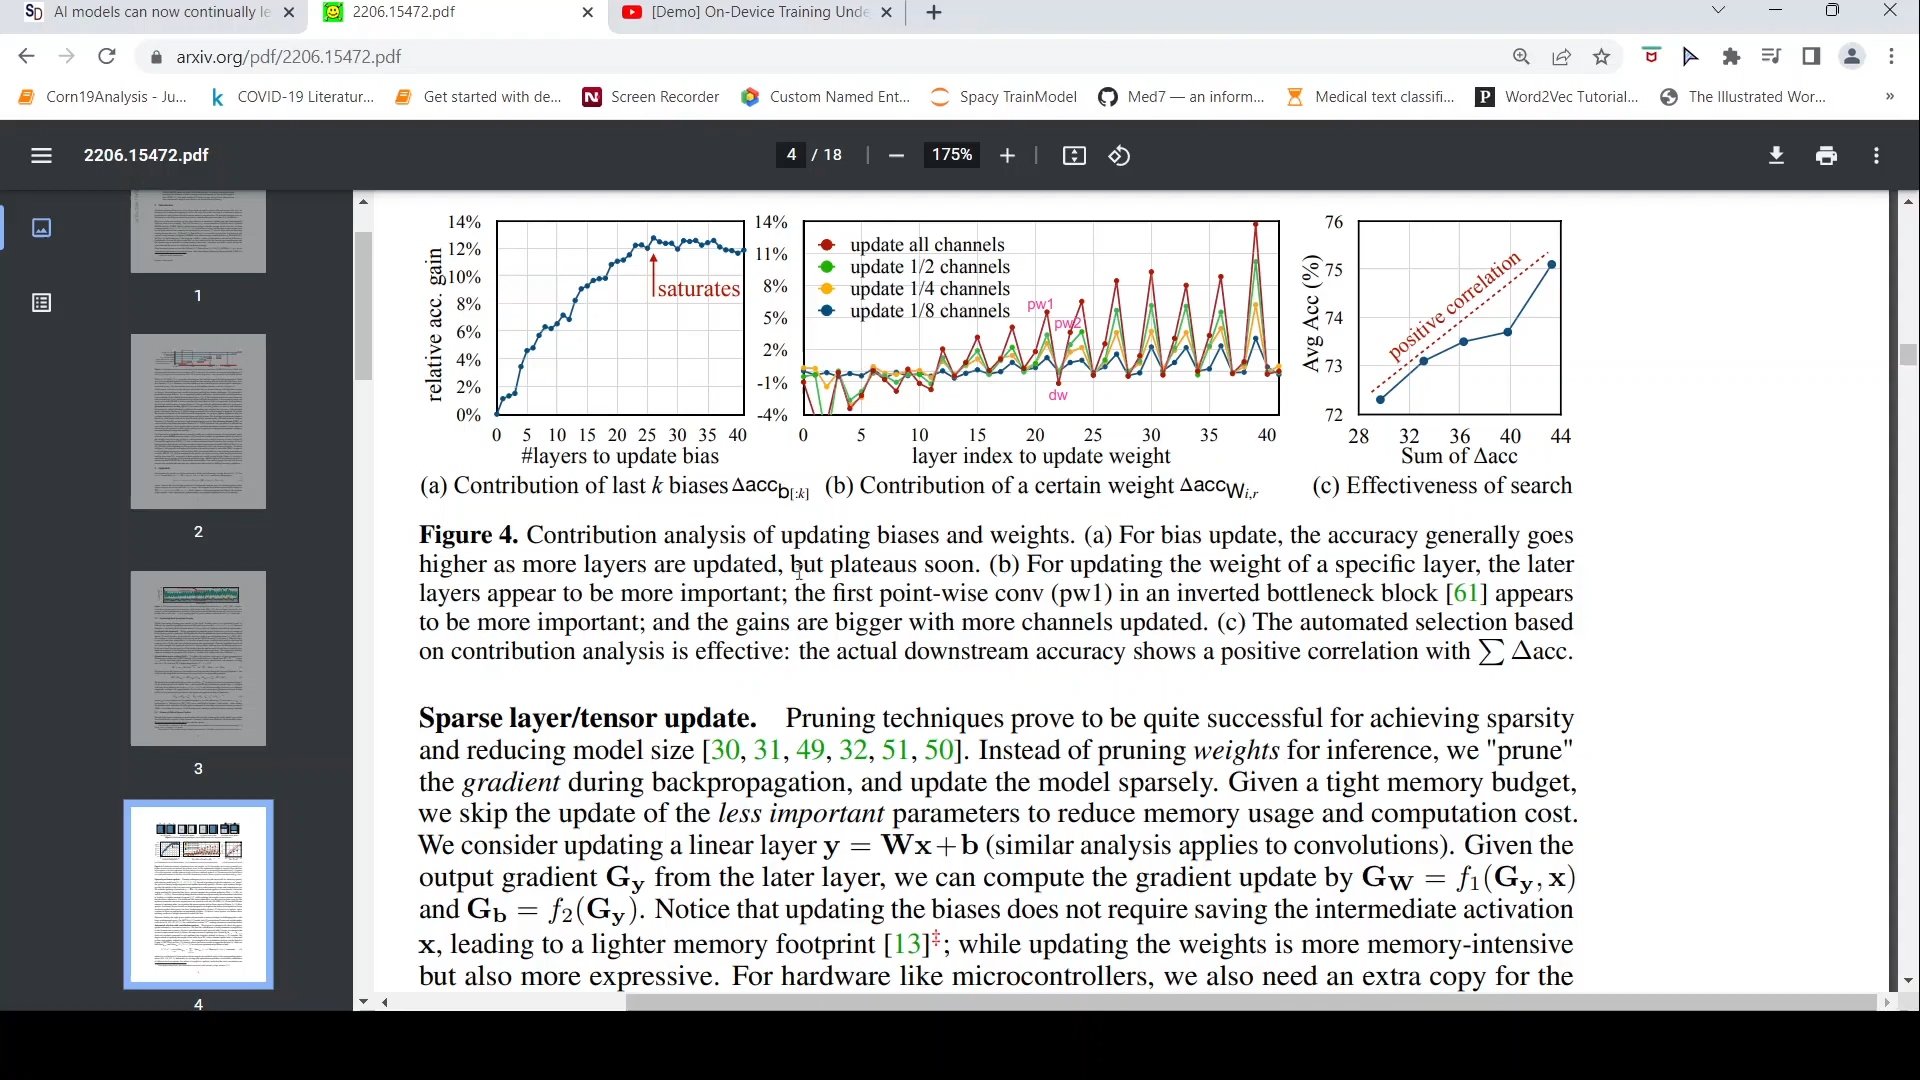 AI models can now continually le
2206.15472.pdf
[Demo] On-Device Training Unde
arxiv.org/pdf/2206.15472.pdf
Corn19Analysis - Ju...
COVID-19 Literatur...
Get started with de...
Screen Recorder
Custom Named Ent...
Spacy TrainModel
Med7 — an inform...
Medical text classifi...
Word2Vec Tutorial...
The Illustrated Wor...
»
2206.15472.pdf
4 / 18
175%
1
2
3
4
14%
12%
10%
8%
6%
4%
2%
0%
relative acc. gain
saturates
0 5 10 15 20 25 30 35 40
#layers to update bias
(a) Contribution of last k biases Δacc_b[:k]
14%
11%
8%
5%
2%
-1%
-4%
update all channels
update 1/2 channels
update 1/4 channels
update 1/8 channels
pw1
pw2
dw
0 5 10 15 20 25 30 35 40
layer index to update weight
(b) Contribution of a certain weight Δacc_Wi,r
76
75
74
73
72
Avg Acc (%)
positive correlation
28 32 36 40 44
Sum of Δacc
(c) Effectiveness of search
Figure 4. Contribution analysis of updating biases and weights. (a) For bias update, the accuracy generally goes
higher as more layers are updated, but plateaus soon. (b) For updating the weight of a specific layer, the later
layers appear to be more important; the first point-wise conv (pw1) in an inverted bottleneck block [61] appears
to be more important; and the gains are bigger with more channels updated. (c) The automated selection based
on contribution analysis is effective: the actual downstream accuracy shows a positive correlation with ∑ Δacc.
Sparse layer/tensor update. Pruning techniques prove to be quite successful for achieving sparsity
and reducing model size [30, 31, 49, 32, 51, 50]. Instead of pruning weights for inference, we "prune"
the gradient during backpropagation, and update the model sparsely. Given a tight memory budget,
we skip the update of the less important parameters to reduce memory usage and computation cost.
We consider updating a linear layer y = Wx+b (similar analysis applies to convolutions). Given the
output gradient G_y from the later layer, we can compute the gradient update by G_W = f₁(G_y, x)
and G_b = f₂(G_y). Notice that updating the biases does not require saving the intermediate activation
x, leading to a lighter memory footprint [13]‡; while updating the weights is more memory-intensive
but also more expressive. For hardware like microcontrollers, we also need an extra copy for the